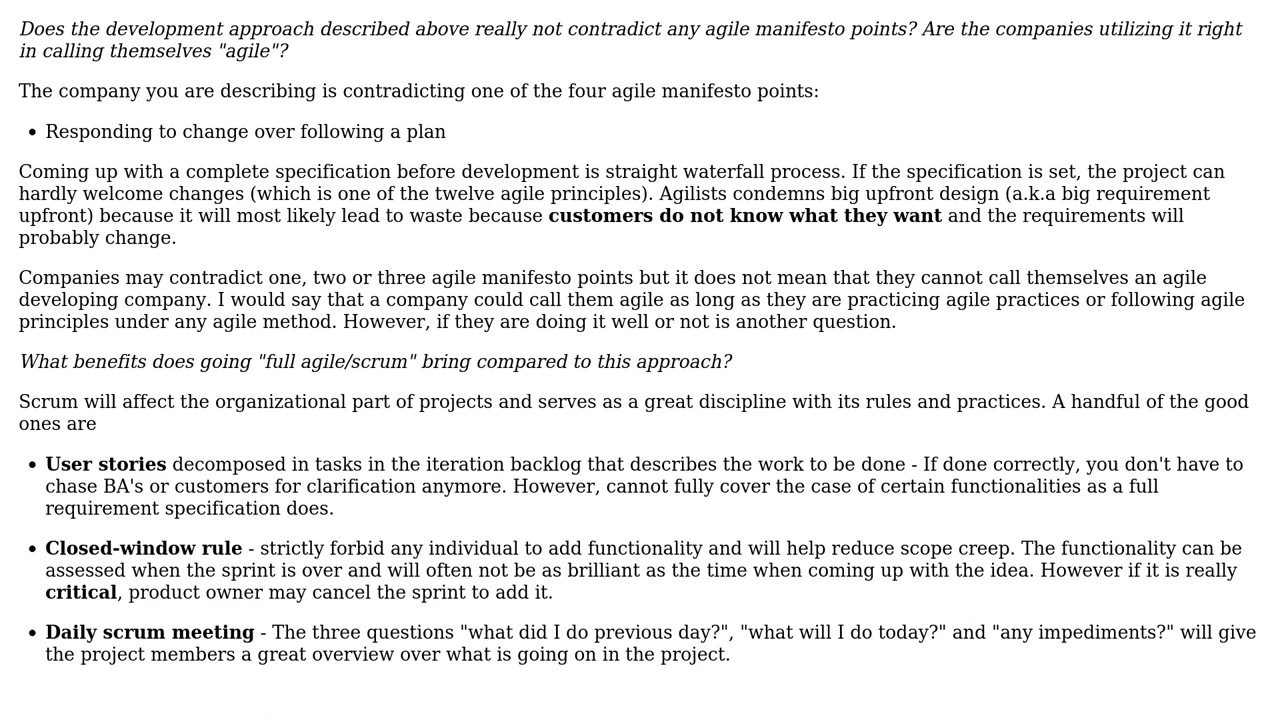 Does the development approach described above really not contradict any agile manifesto points? Are the companies utilizing it right
in calling themselves "agile"?
The company you are describing is contradicting one of the four agile manifesto points:
• Responding to change over following a plan
Coming up with a complete specification before development is straight waterfall process. If the specification is set, the project can
hardly welcome changes (which is one of the twelve agile principles). Agilists condemns big upfront design (a.k.a big requirement
upfront) because it will most likely lead to waste because customers do not know what they want and the requirements will
probably change.
Companies may contradict one, two or three agile manifesto points but it does not mean that they cannot call themselves an agile
developing company. I would say that a company could call them agile as long as they are practicing agile practices or following agile
principles under any agile method. However, if they are doing it well or not is another question.
What benefits does going "full agile/scrum" bring compared to this approach?
Scrum will affect the organizational part of projects and serves as a great discipline with its rules and practices. A handful of the good
ones are
• User stories decomposed in tasks in the iteration backlog that describes the work to be done - If done correctly, you don't have to
chase BA's or customers for clarification anymore. However, cannot fully cover the case of certain functionalities as a full
requirement specification does.
• Closed-window rule - strictly forbid any individual to add functionality and will help reduce scope creep. The functionality can be
assessed when the sprint is over and will often not be as brilliant as the time when coming up with the idea. However if it is really
critical, product owner may cancel the sprint to add it.
• Daily scrum meeting - The three questions "what did I do previous day?", "what will I do today?" and "any impediments?" will give
the project members a great overview over what is going on in the project.